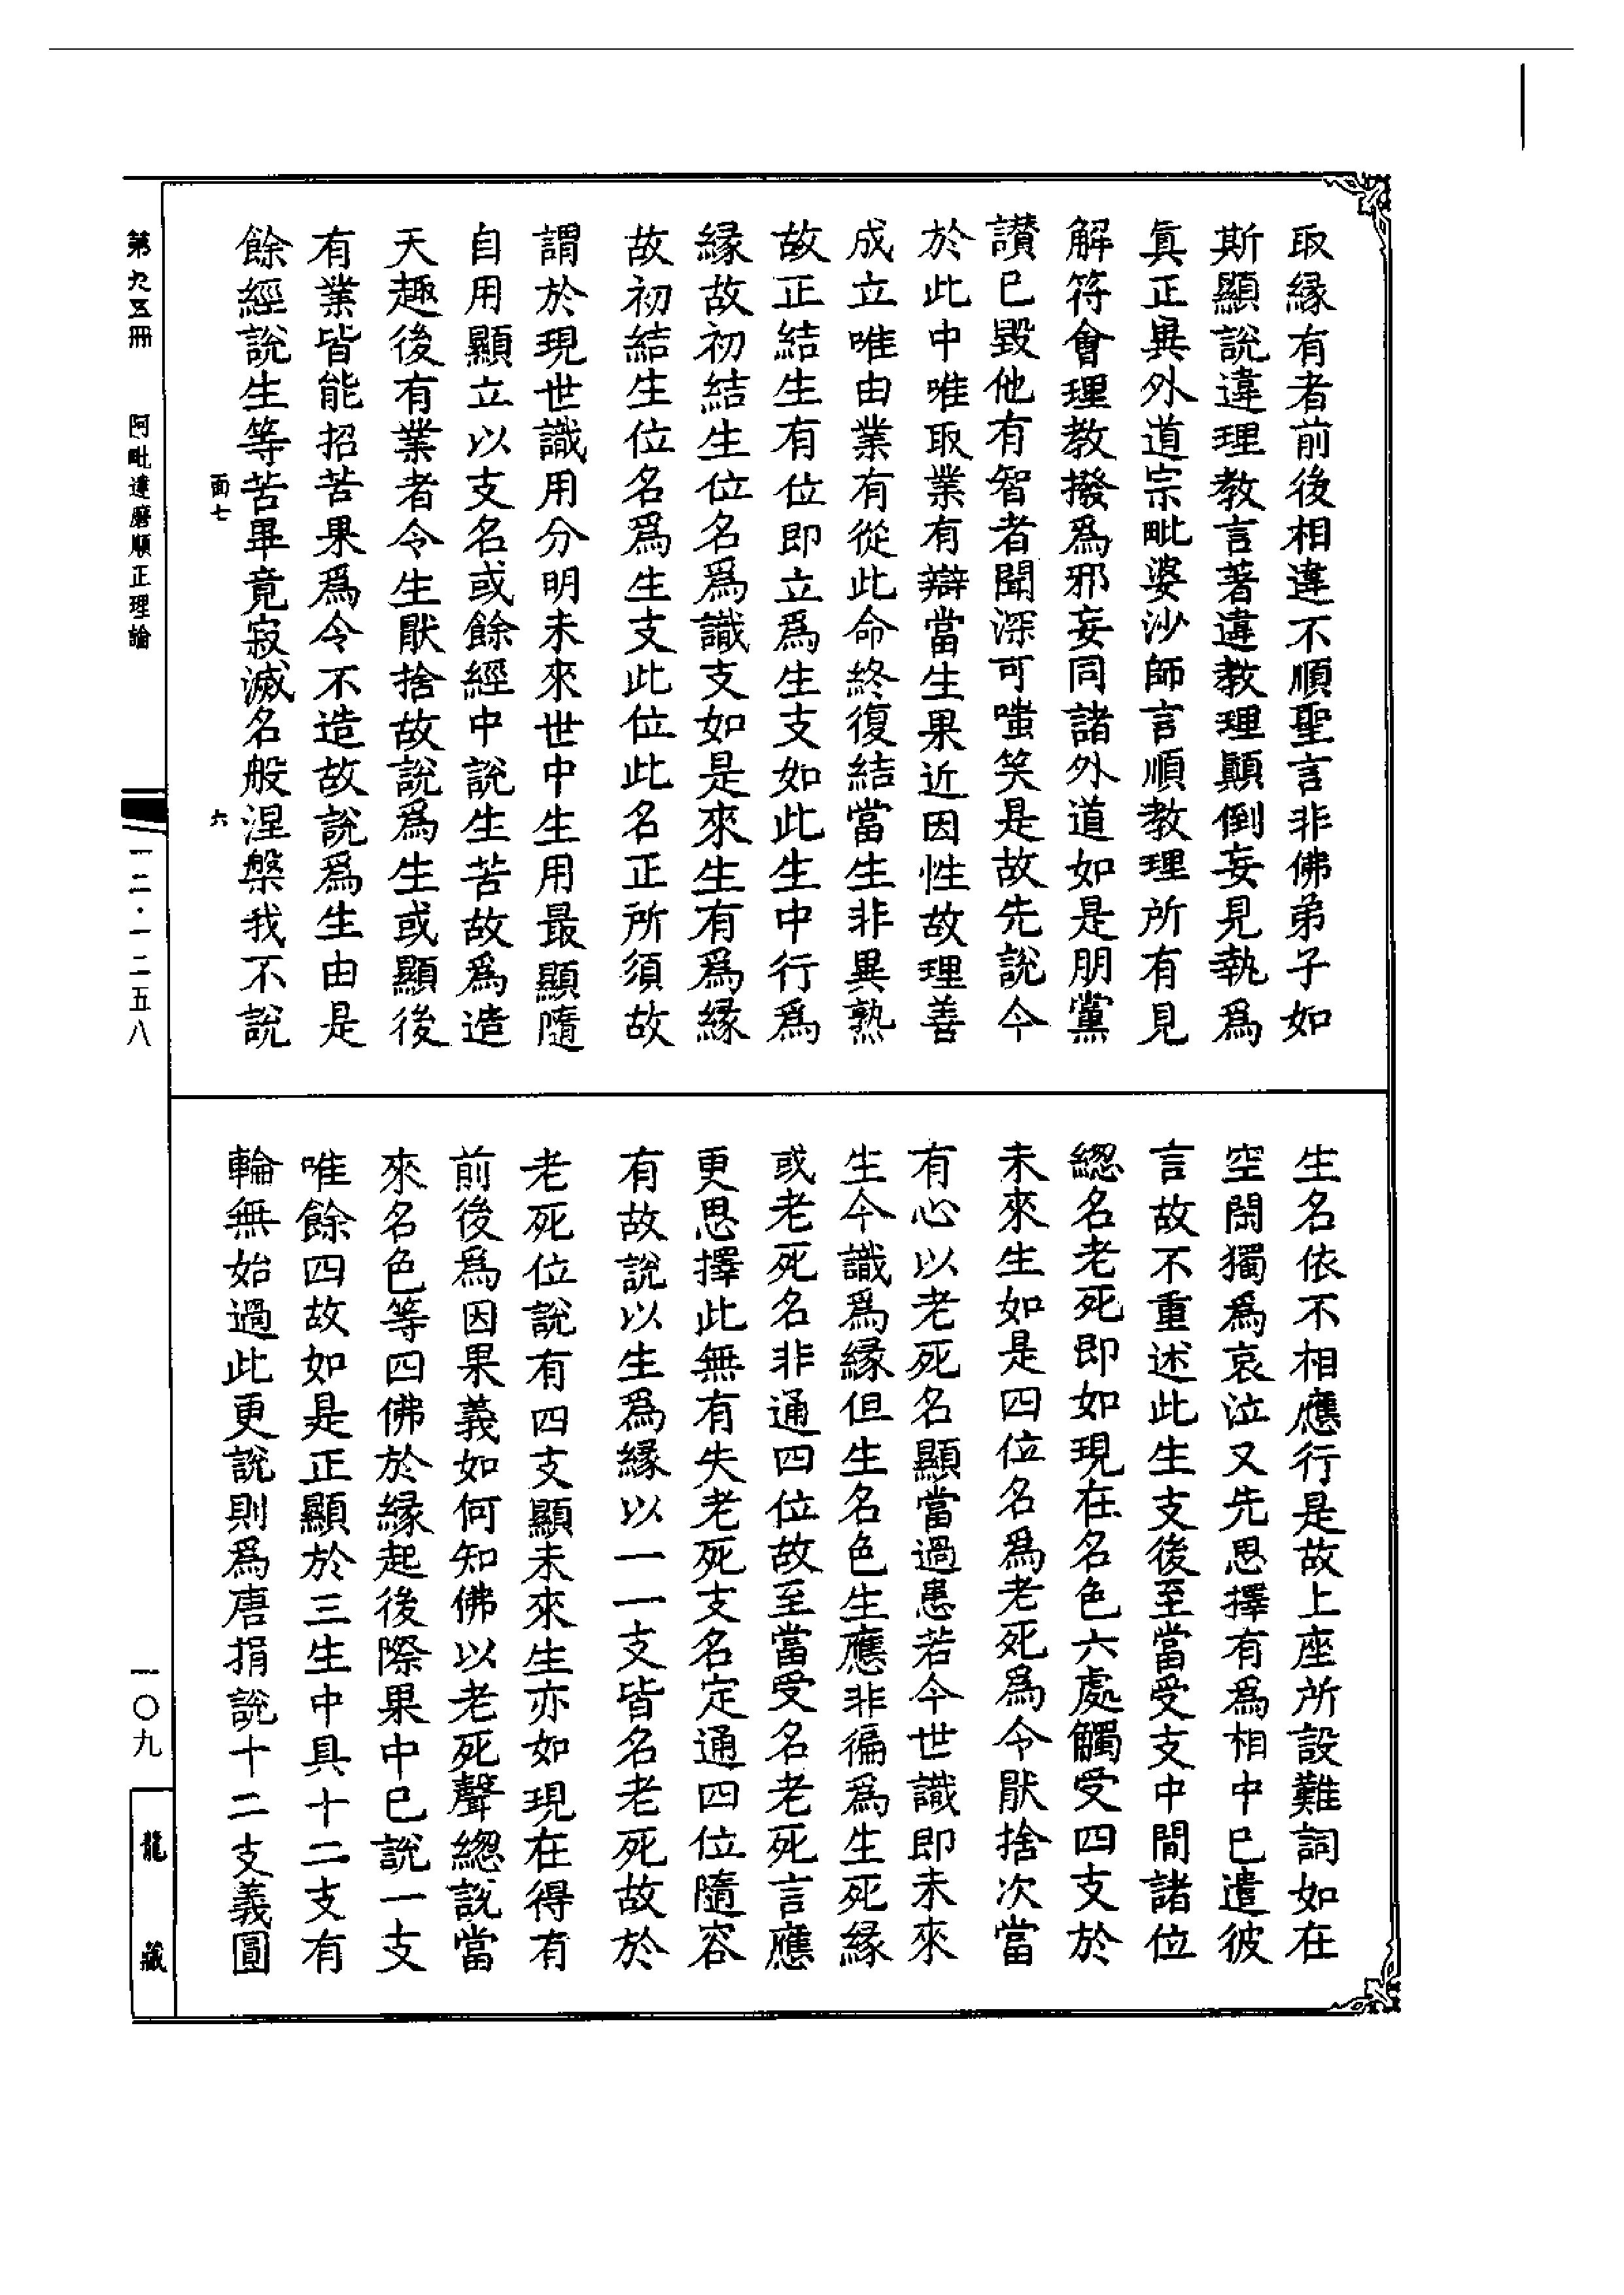 取縁有者前後相違不順聖言非佛弟子如
斯顯說違理教言著違教理顚倒妄見執爲
眞正異外道宗毗婆沙師言順教理所有見
解符會理教撥爲邪妄同諸外道如是朋黨
讃已毀他有智者聞深可嗤笑是故先說今
於此中唯取業有辯當生果近因性故理善
成立唯由業有從此命終復結當生非異熟
故正結生有位即立爲生支如此生中行爲
縁故初結生位名爲識支如是來生有爲縁
故初結生位名爲生支此位此名正所須故
謂於現世識用分明未來世中生用最顯隨
自用顯立以支名或餘經中說生苦故爲造
天趣後有業者令生厭捨故說爲生或顯後
有業皆能招苦果爲令不造故說爲生由是
餘經說生等苦畢竟寂滅名般涅槃我不說
生名依不相應行是故上座所設難詞如在
空閑獨爲哀泣又先思擇有爲相中已遣彼
言故不重述此生支後至當受支中間諸位
總名老死即如現在名色六處觸受四支於
未來生如是四位名爲老死爲令厭捨次當
有心以老死名顯當過患若今世識即未來
生今識爲緣但生名色生應非徧爲生死緣
或老死名非通四位故至當受名老死言應
更思擇此無有失老死支名定通四位隨容
有故說以生爲緣以一一支皆名老死故於
老死位說有四支顯未來生亦如現在得有
前後爲因果義如何知佛以老死聲總說當
來名色等四佛於緣起後際果中已說一支
唯餘四故如是正顯於三生中具十二支有
輪無始過此更說則爲唐捐說十二支義圓
面七
六
第九五冊
阿毗達磨順正理論
一二·一二五八
一〇九
龍藏